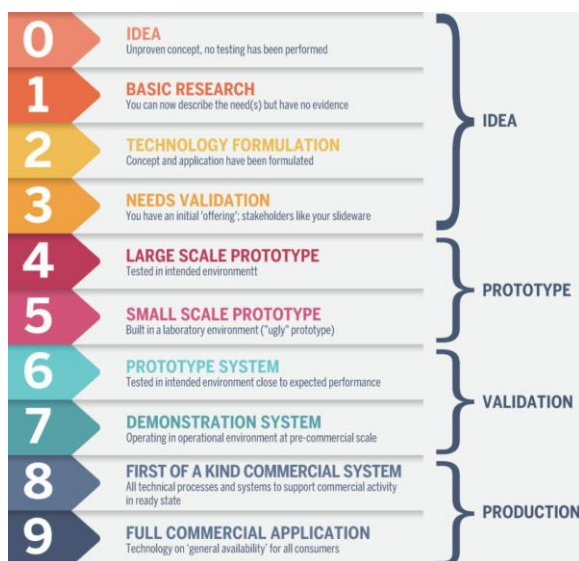 0
IDEA
Unproven concept, no testing has been performed
1
BASIC RESEARCH
You can now describe the need(s) but have no evidence
2
TECHNOLOGY FORMULATION
Concept and application have been formulated
3
NEEDS VALIDATION
You have an initial 'offering'; stakeholders like your slideware
IDEA
4
LARGE SCALE PROTOTYPE
Tested in intended environmentt
5
SMALL SCALE PROTOTYPE
Built in a laboratory environment ("ugly" prototype)
PROTOTYPE
6
PROTOTYPE SYSTEM
Tested in intended environment close to expected performance
7
DEMONSTRATION SYSTEM
Operating in operational environment at pre-commercial scale
VALIDATION
8
FIRST OF A KIND COMMERCIAL SYSTEM
All technical processes and systems to support commercial activity
in ready state
9
FULL COMMERCIAL APPLICATION
Technology on 'general availability' for all consumers
PRODUCTION